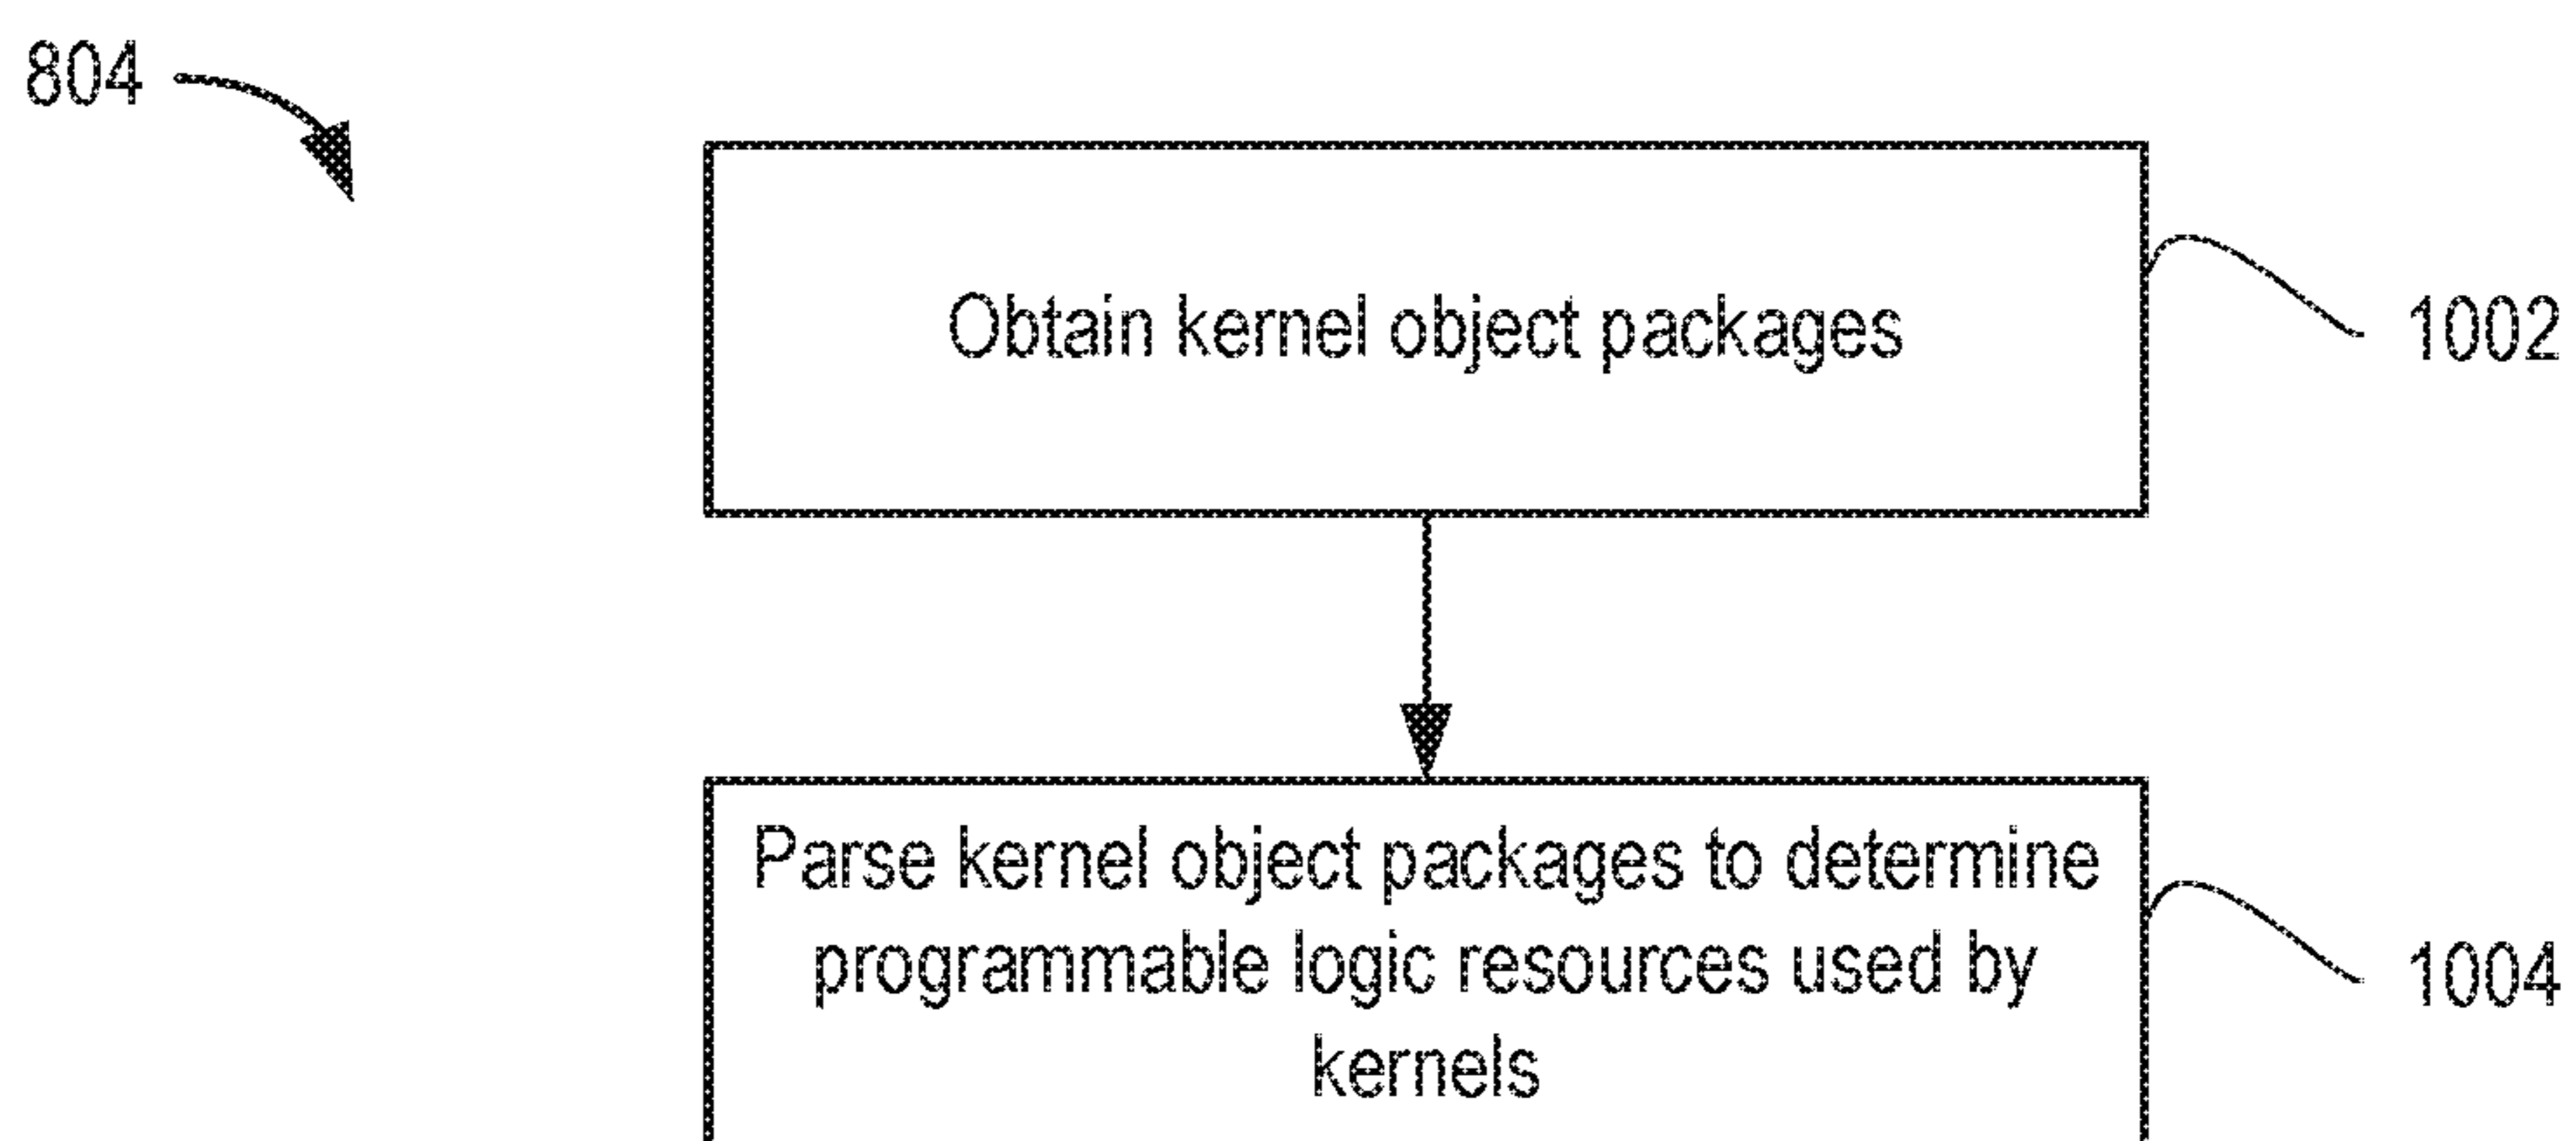 804
Obtain kernel object packages
1002
Parse kernel object packages to determine
programmable logic resources used by
kernels
1004